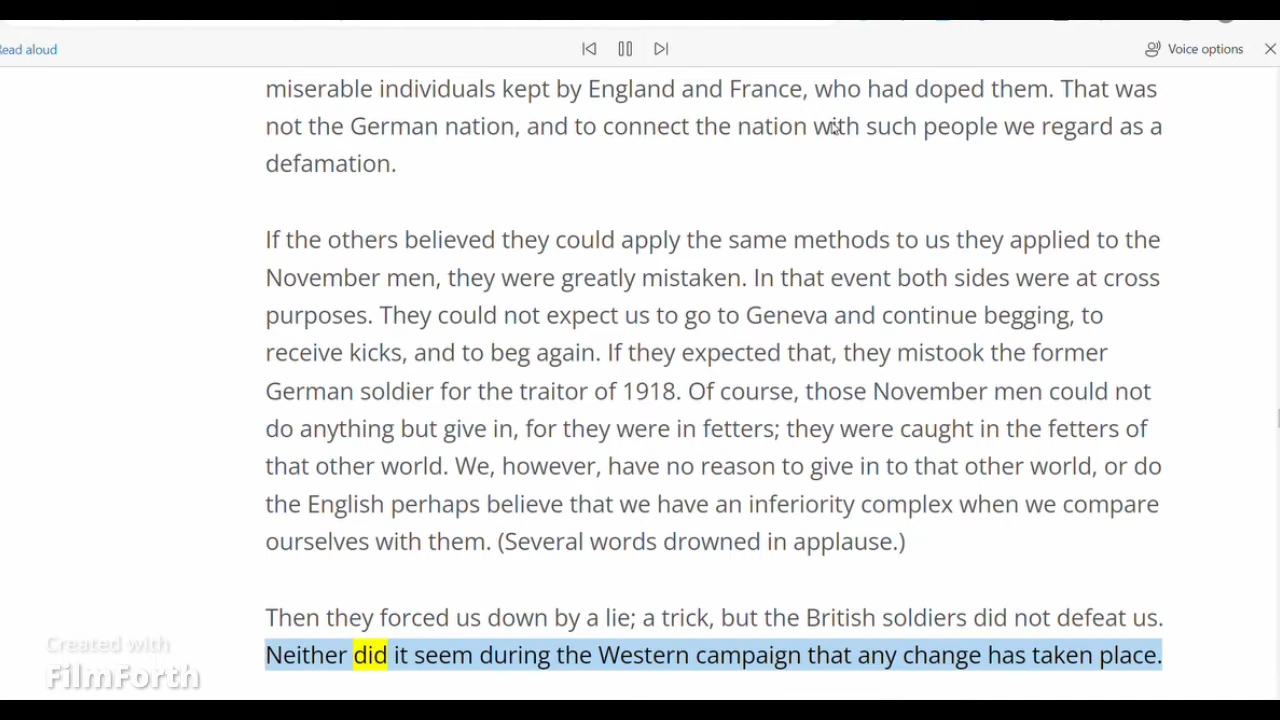 Read aloud
Voice options
miserable individuals kept by England and France, who had doped them. That was
not the German nation, and to connect the nation with such people we regard as a
defamation.
If the others believed they could apply the same methods to us they applied to the
November men, they were greatly mistaken. In that event both sides were at cross
purposes. They could not expect us to go to Geneva and continue begging, to
receive kicks, and to beg again. If they expected that, they mistook the former
German soldier for the traitor of 1918. Of course, those November men could not
do anything but give in, for they were in fetters; they were caught in the fetters of
that other world. We, however, have no reason to give in to that other world, or do
the English perhaps believe that we have an inferiority complex when we compare
ourselves with them. (Several words drowned in applause.)
Then they forced us down by a lie; a trick, but the British soldiers did not defeat us.
Neither did it seem during the Western campaign that any change has taken place.
Created with
FilmForth